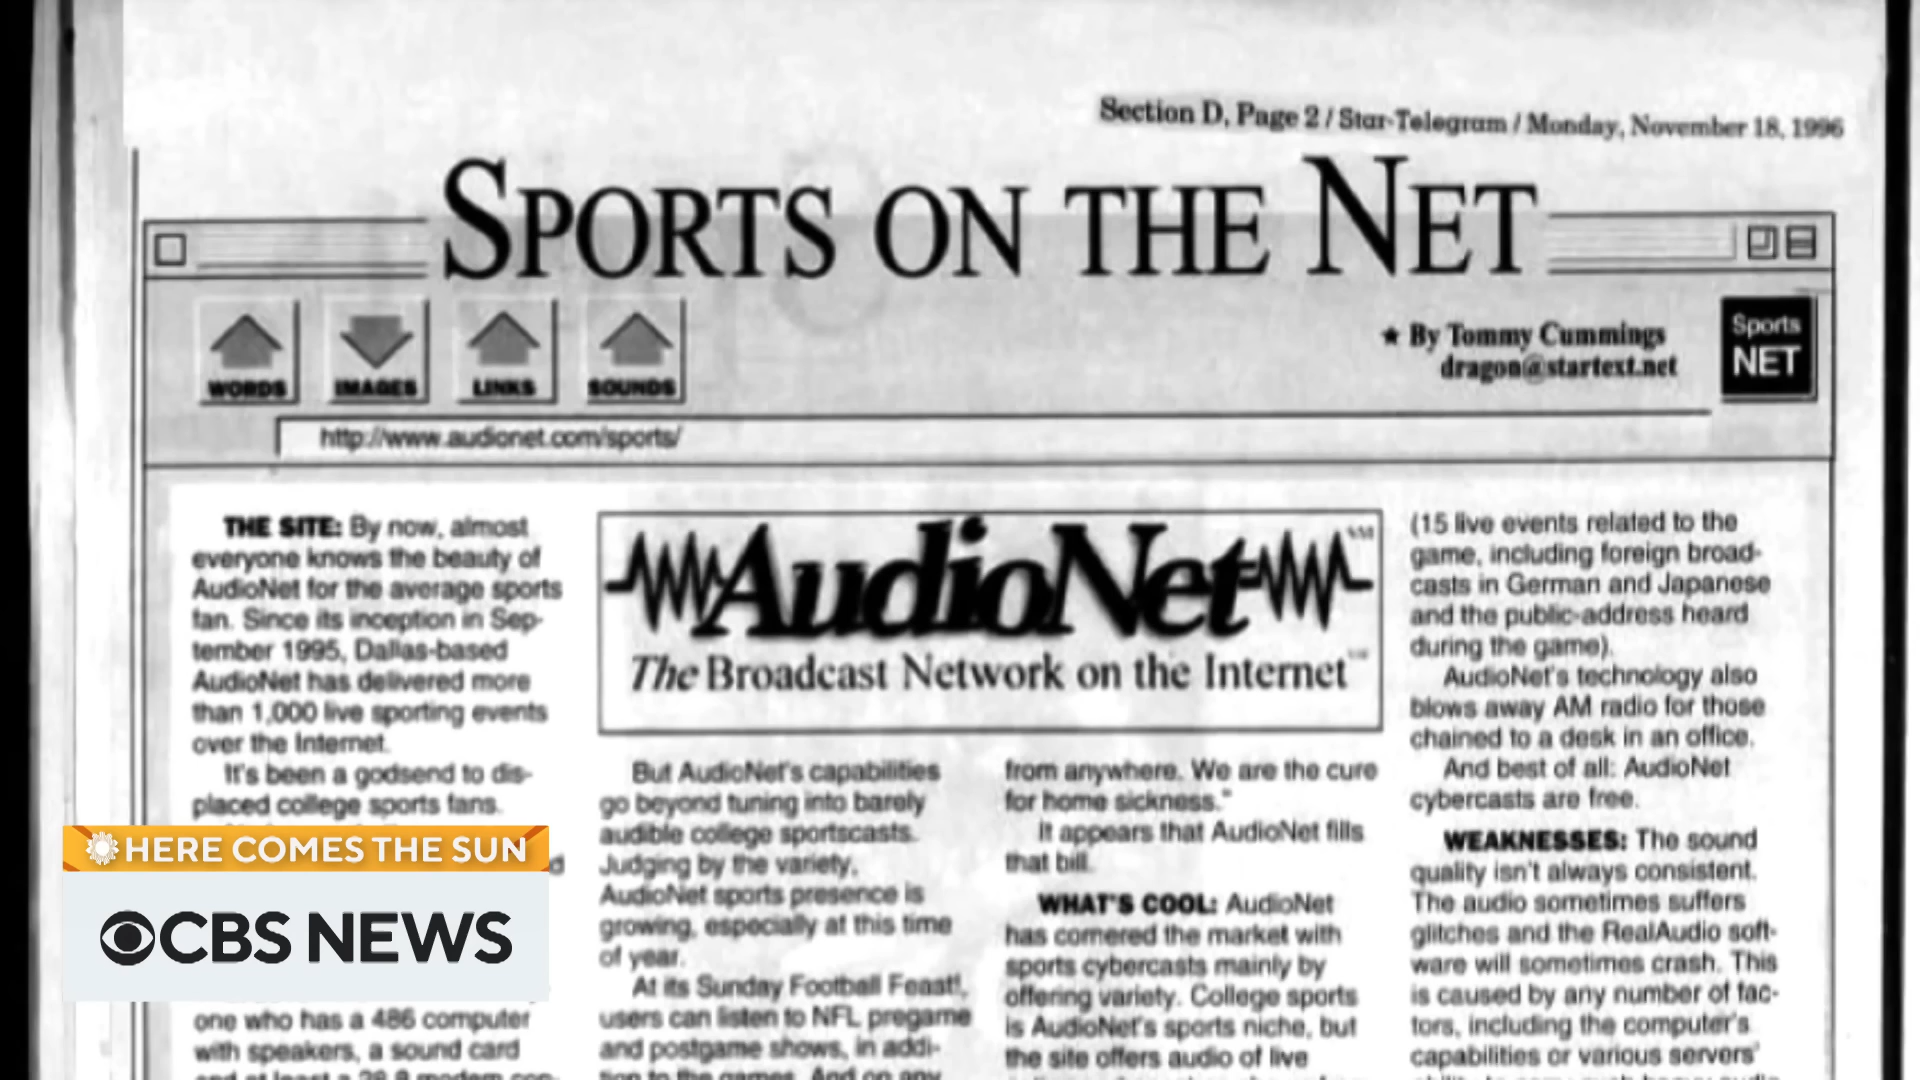 Section D, Page 2 / Star-Telegram / Monday, November 18, 1996
SPORTS ON THE NET
WORDS
IMAGES
LINKS
SOUNDS
★ By Tommy Cummings
dragon@startext.net
Sports
NET
http://www.audionet.com/sports/
THE SITE: By now, almost
everyone knows the beauty of
AudioNet for the average sports
fan. Since its inception in Sep-
tember 1995, Dallas-based
AudioNet has delivered more
than 1,000 live sporting events
over the Internet.
It's been a godsend to dis-
placed college sports fans.
one who has a 486 computer
with speakers, a sound card
AudioNet SM
The Broadcast Network on the Internet
But AudioNet's capabilities
go beyond tuning into barely
audible college sportscasts.
Judging by the variety,
AudioNet sports presence is
growing, especially at this time
of year.
At its Sunday Football Feast!,
users can listen to NFL pregame
and postgame shows, in addi-
tion to the games. And on any
from anywhere. We are the cure
for home sickness."
It appears that AudioNet fills
that bill.
WHAT'S COOL: AudioNet
has cornered the market with
sports cybercasts mainly by
offering variety. College sports
is AudioNet's sports niche, but
the site offers audio of live
(15 live events related to the
game, including foreign broad-
casts in German and Japanese
and the public-address heard
during the game).
AudioNet's technology also
blows away AM radio for those
chained to a desk in an office.
And best of all: AudioNet
cybercasts are free.
WEAKNESSES: The sound
quality isn't always consistent.
The audio sometimes suffers
glitches and the RealAudio soft-
ware will sometimes crash. This
is caused by any number of fac-
tors, including the computer's
capabilities or various servers'
HERE COMES THE SUN
CBS NEWS